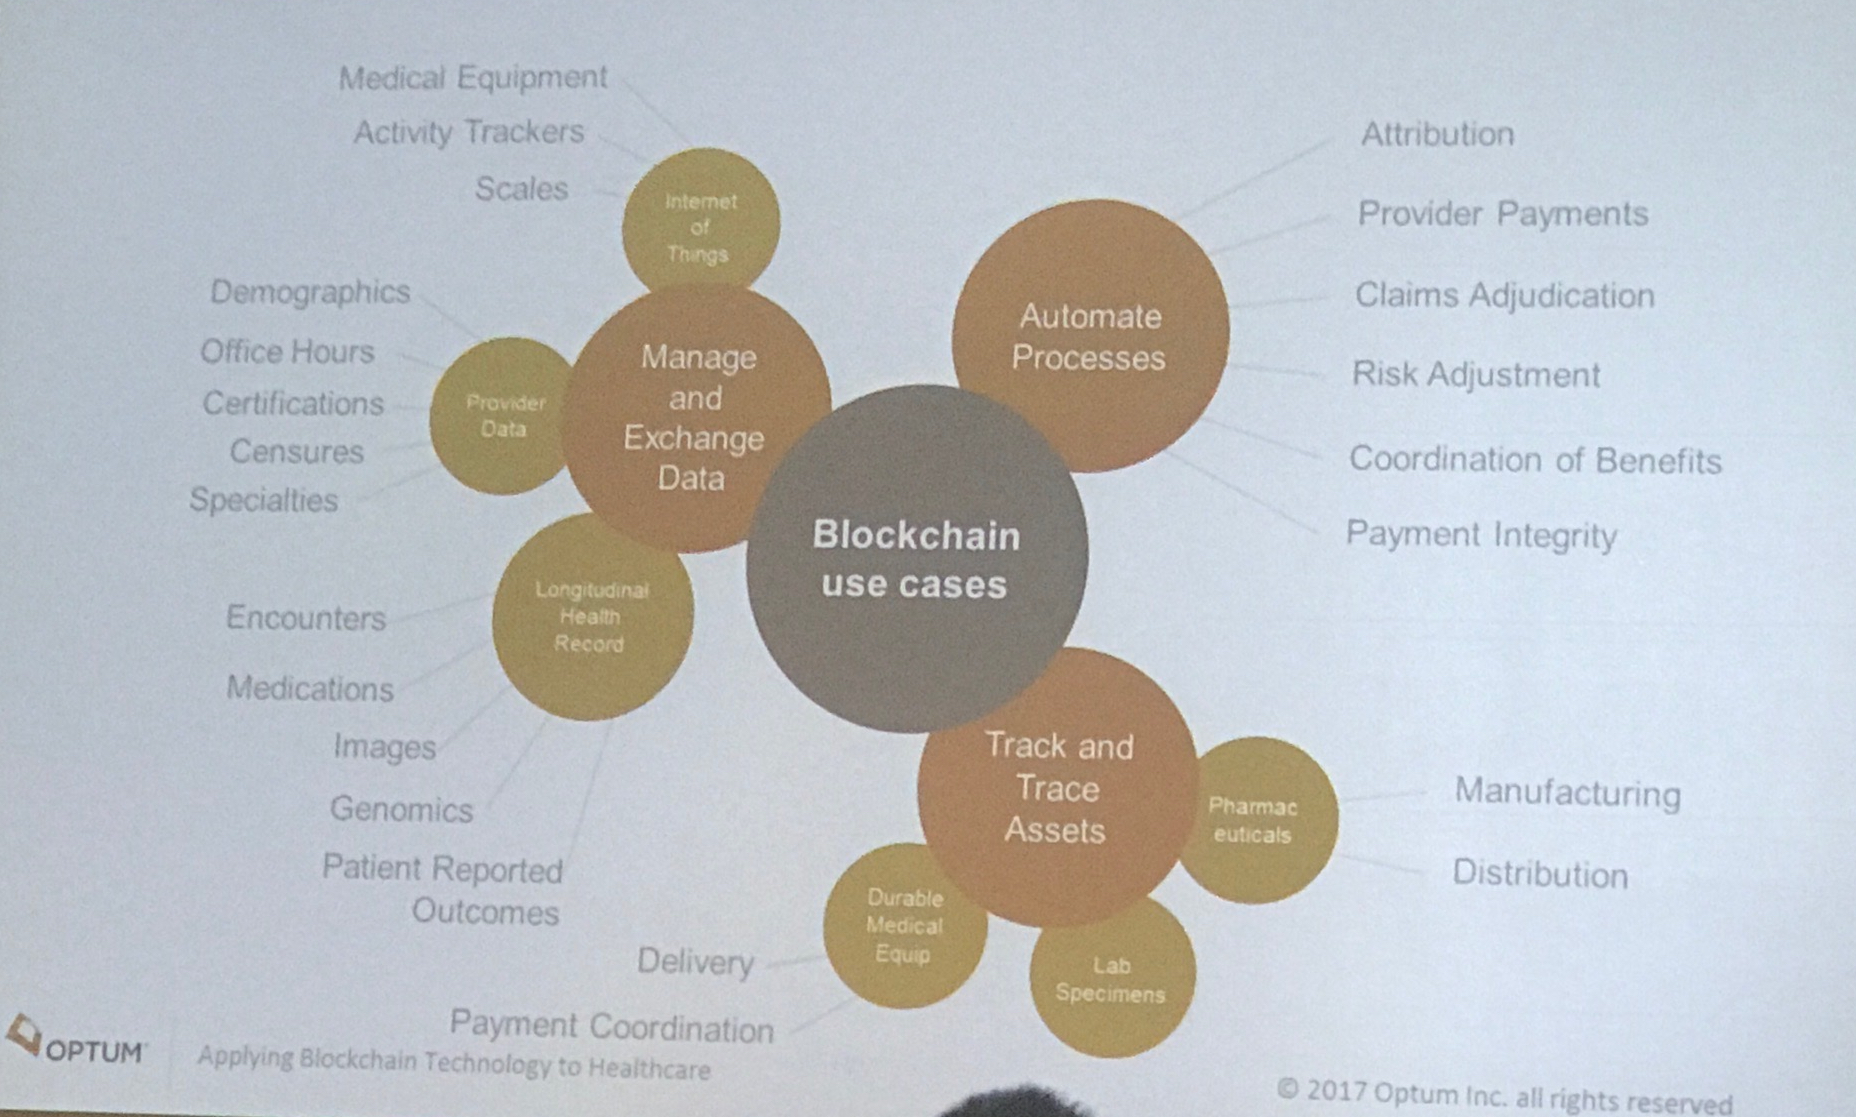 Medical Equipment
Activity Trackers
Scales
Internet
of
Things
Demographics
Office Hours
Certifications
Censures
Specialties
Provider
Data
Manage
and
Exchange
Data
Longitudinal
Health
Record
Encounters
Medications
Images
Genomics
Patient Reported
Outcomes
Blockchain
use cases
Automate
Processes
Attribution
Provider Payments
Claims Adjudication
Risk Adjustment
Coordination of Benefits
Payment Integrity
Track and
Trace
Assets
Pharmac
euticals
Manufacturing
Distribution
Durable
Medical
Equip
Delivery
Payment Coordination
Lab
Specimens
OPTUM
Applying Blockchain Technology to Healthcare
© 2017 Optum Inc. all rights reserved